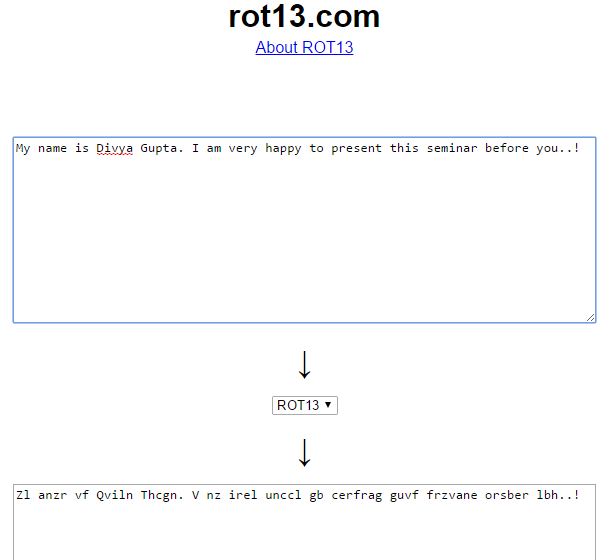 rot13.com
About ROT13
My name is Divya Gupta. I am very happy to present this seminar before you..!
↓
ROT13 ▼
↓
Zl anzr vf Qviln Thcgn. V nz irel unccl gb cerfrag guvf frzvane orsber lbh..!